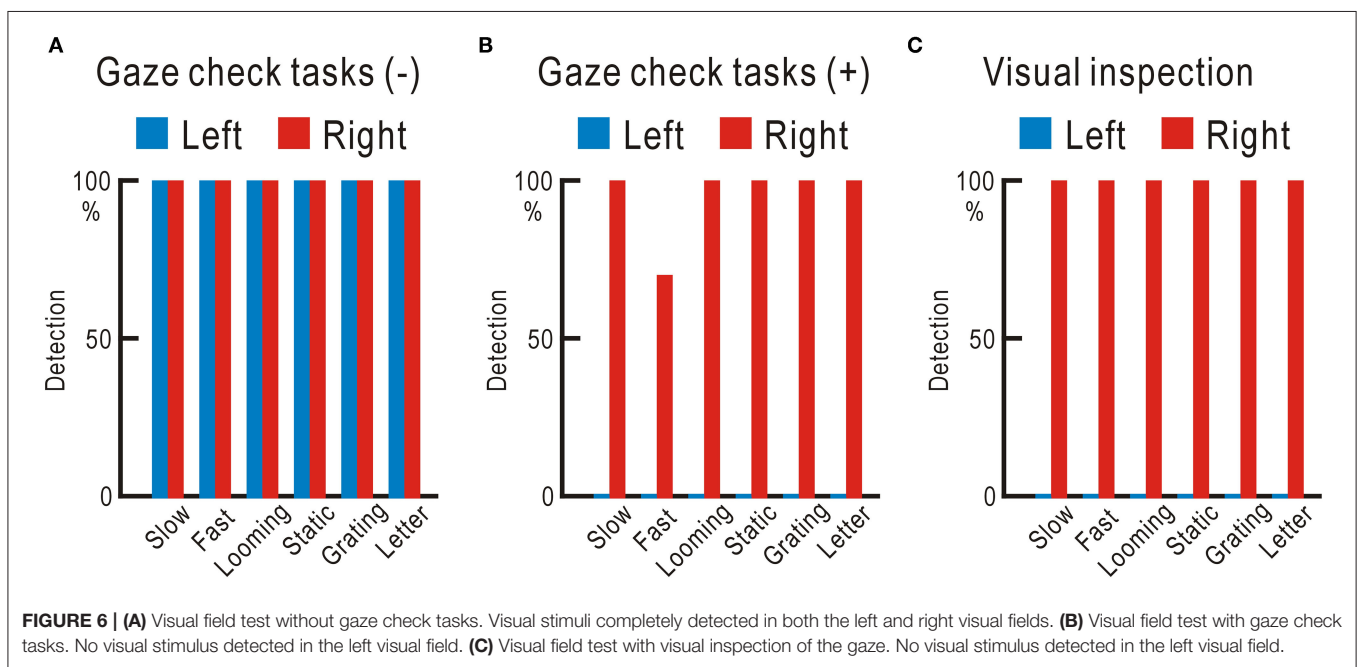 A
Gaze check tasks (-)
Left Right
100
%
50
0
Detection
Slow
Fast
Looming
Static
Grating
Letter
B
Gaze check tasks (+)
Left Right
100
%
50
0
Detection
Slow
Fast
Looming
Static
Grating
Letter
C
Visual inspection
Left Right
100
%
50
0
Detection
Slow
Fast
Looming
Static
Grating
Letter
FIGURE 6 | (A) Visual field test without gaze check tasks. Visual stimuli completely detected in both the left and right visual fields. (B) Visual field test with gaze check
tasks. No visual stimulus detected in the left visual field. (C) Visual field test with visual inspection of the gaze. No visual stimulus detected in the left visual field.